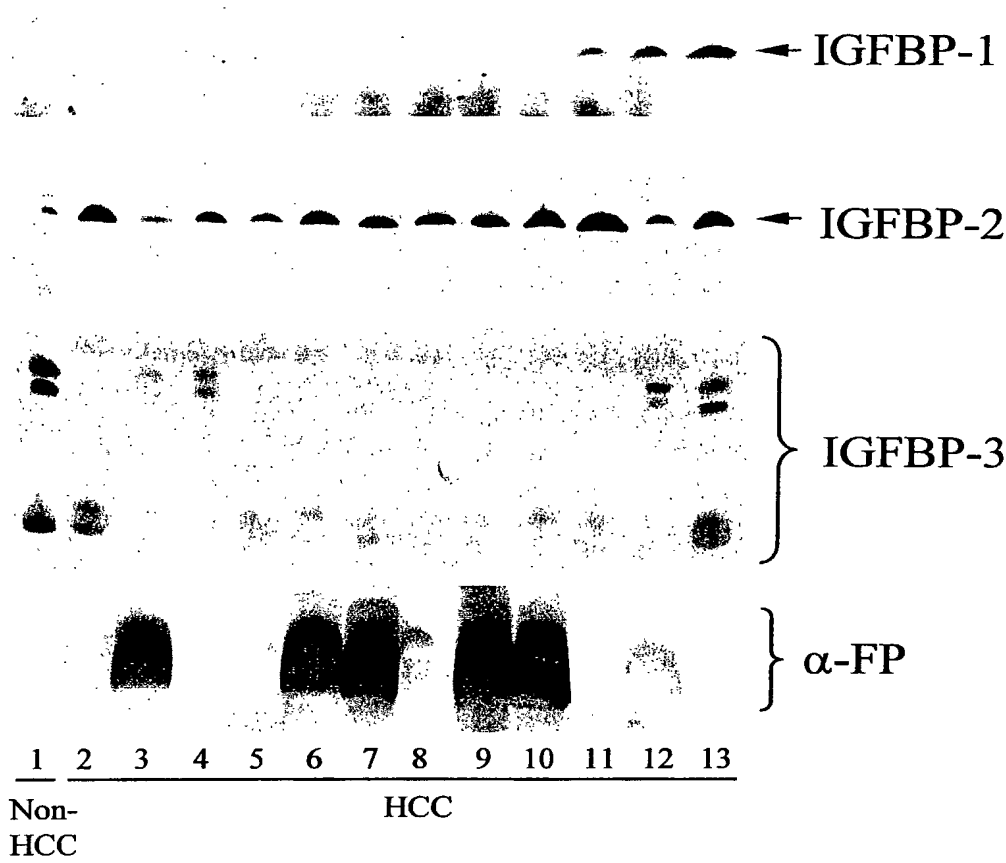 IGFBP-1
IGFBP-2
IGFBP-3
α-FP
1 2 3 4 5 6 7 8 9 10 11 12 13
Non-HCC
HCC